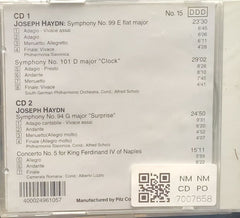 CD 1
No. 15 DDD
JOSEPH HAYDN: Symphony No. 99 E flat major 23:30
Adagio - Vivace assai
Adagio
Menuetto, Allegretto
Finale, Vivace
Philharmonia Slavonica, Cond., Alfred Scholz
Symphony No. 101 D major "Clock" 29:02
Adagio - Presto
Andante
Menuetto
Finale
South German Philharmonic Orchestra, Cond., Alfred Scholz
CD 2
JOSEPH HAYDN
Symphony No. 94 G major "Surprise" 24:50
Adagio cantabile - Vivace assai
Andante
Menuetto (Allegro molto)
Finale (Allegro molto)
Philharmonia Slavonica
Concerto No. 5 for King Ferdinand IV of Naples 15:11
Andante
Finale
Camerata Romana, Cond., Alberto Lizzio
400024961057
Manufactured by Pilz Co
NM NM
CD PO
7007658